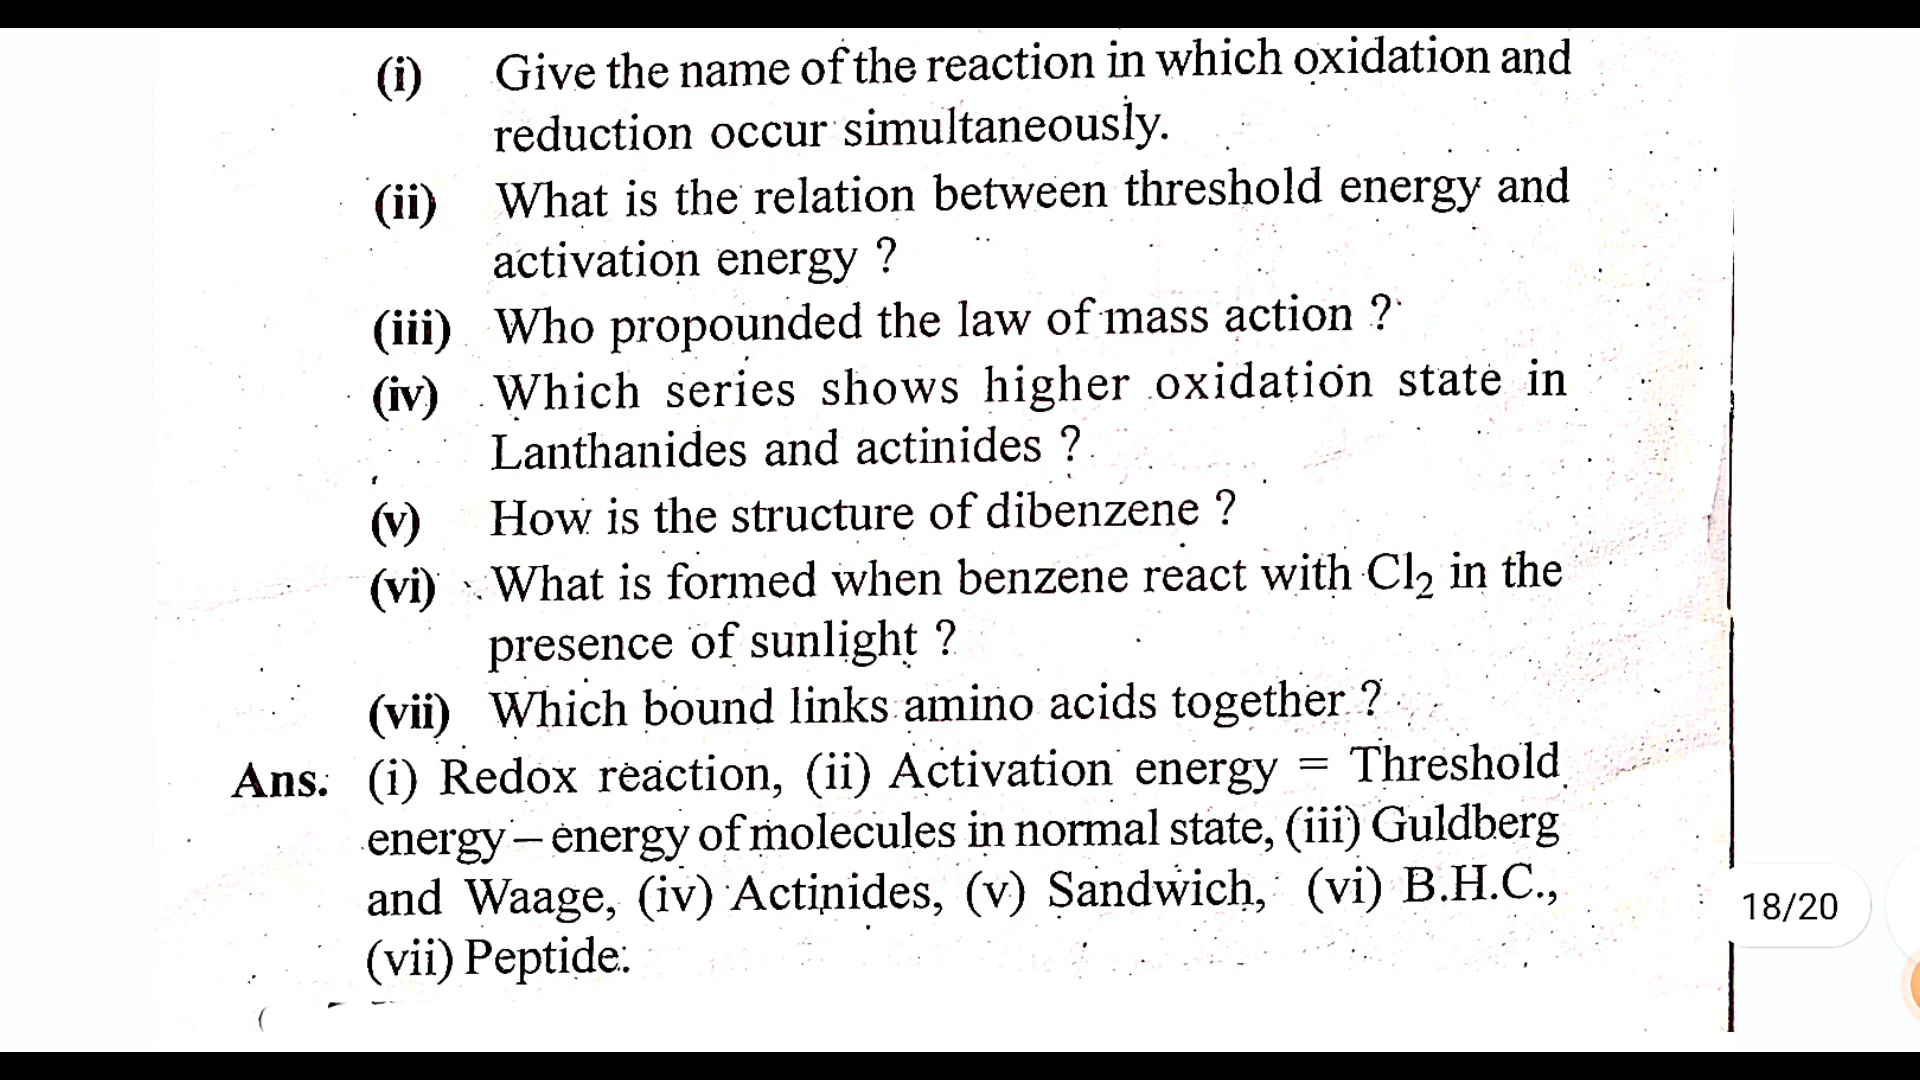 (i) Give the name of the reaction in which oxidation and
reduction occur simultaneously.
(ii) What is the relation between threshold energy and
activation energy ?
(iii) Who propounded the law of mass action ?
(iv) Which series shows higher oxidation state in
Lanthanides and actinides ?
(v) How is the structure of dibenzene ?
(vi) What is formed when benzene react with Cl₂ in the
presence of sunlight ?
(vii) Which bound links amino acids together ?
Ans. (i) Redox reaction, (ii) Activation energy = Threshold
energy – energy of molecules in normal state, (iii) Guldberg
and Waage, (iv) Actinides, (v) Sandwich, (vi) B.H.C.,
(vii) Peptide.
18/20